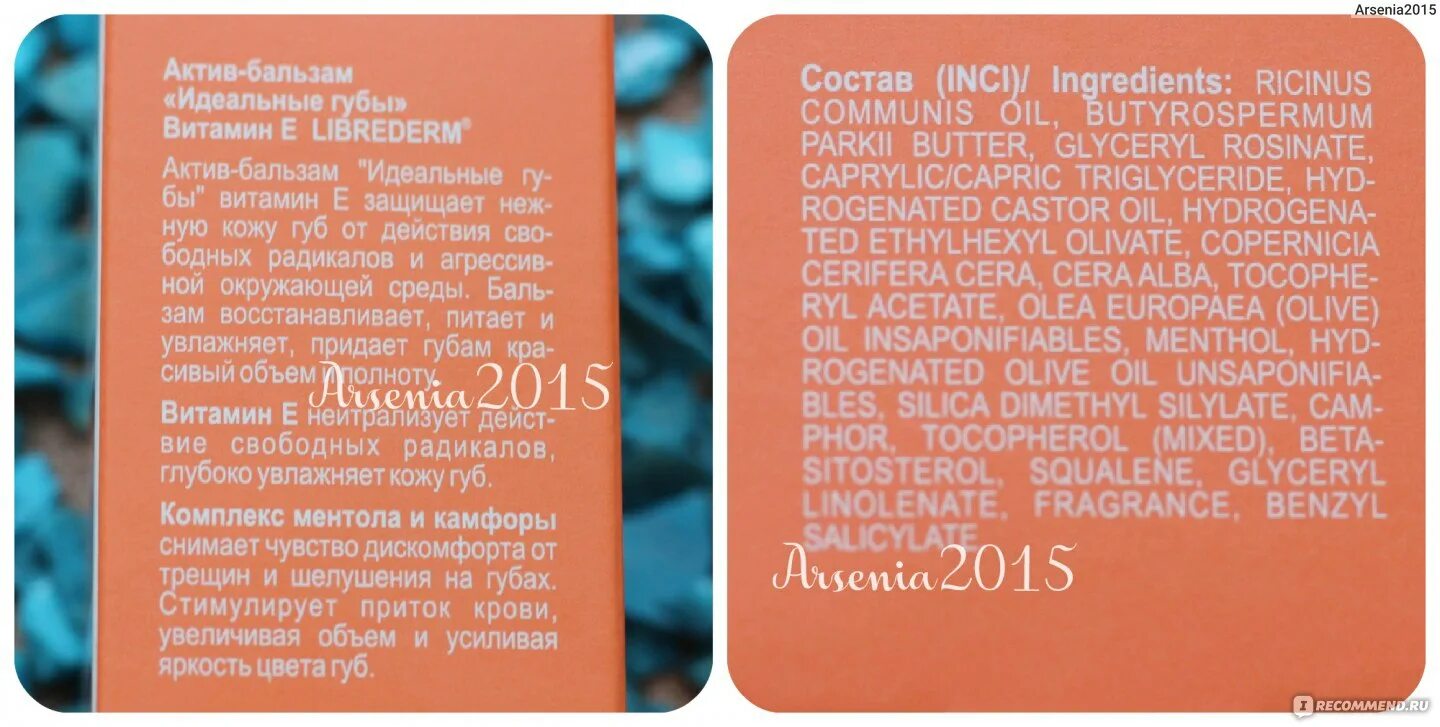 Arsenia2015
Актив-бальзам
«Идеальные губы»
Витамин Е LIBREDERM®
Актив-бальзам "Идеальные гу-
бы" витамин Е защищает неж-
ную кожу губ от действия сво-
бодных радикалов и агрессив-
ной окружающей среды. Баль-
зам восстанавливает, питает и
увлажняет, придает губам кра-
сивый объем и полноту.
Arsenia2015
Витамин Е нейтрализует дейст-
вие свободных радикалов,
глубоко увлажняет кожу губ.
Комплекс ментола и камфоры
снимает чувство дискомфорта от
трещин и шелушения на губах.
Стимулирует приток крови,
увеличивая объем и усиливая
яркость цвета губ.
Состав (INCI)/ Ingredients: RICINUS
COMMUNIS OIL, BUTYROSPERMUM
PARKII BUTTER, GLYCERYL ROSINATE,
CAPRYLIC/CAPRIC TRIGLYCERIDE, HYD-
ROGENATED CASTOR OIL, HYDROGENA-
TED ETHYLHEXYL OLIVATE, COPERNICIA
CERIFERA CERA, CERA ALBA, TOCOPHE-
RYL ACETATE, OLEA EUROPAEA (OLIVE)
OIL INSAPONIFIABLES, MENTHOL, HYD-
ROGENATED OLIVE OIL UNSAPONIFIA-
BLES, SILICA DIMETHYL SILYLATE, CAM-
PHOR, TOCOPHEROL (MIXED), BETA-
SITOSTEROL, SQUALENE, GLYCERYL
LINOLENATE, FRAGRANCE, BENZYL
SALICYLATE
Arsenia2015
I RECOMMEND.RU